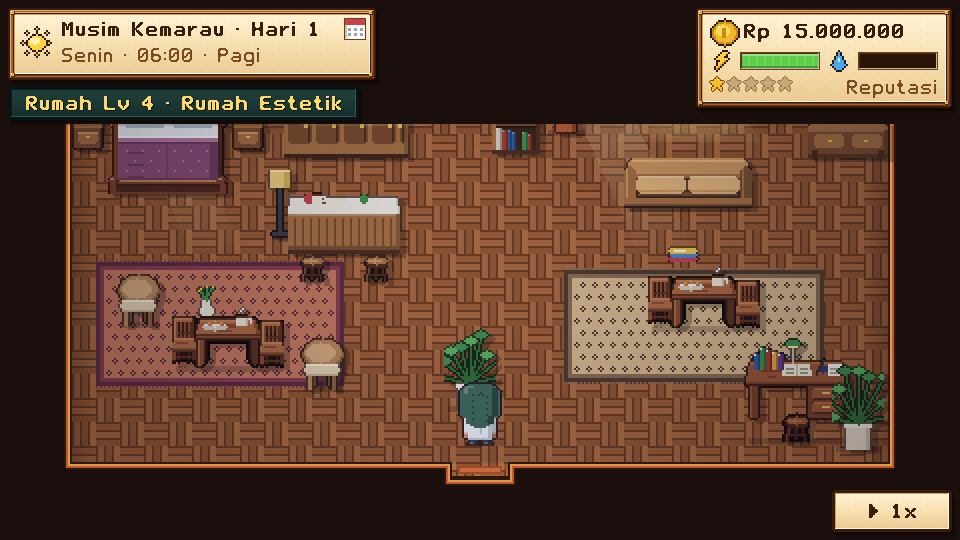 Musim Kemarau · Hari 1
Senin · 06:00 · Pagi
Rp 15.000.000
Reputasi
Rumah Lv 4 · Rumah Estetik
1x